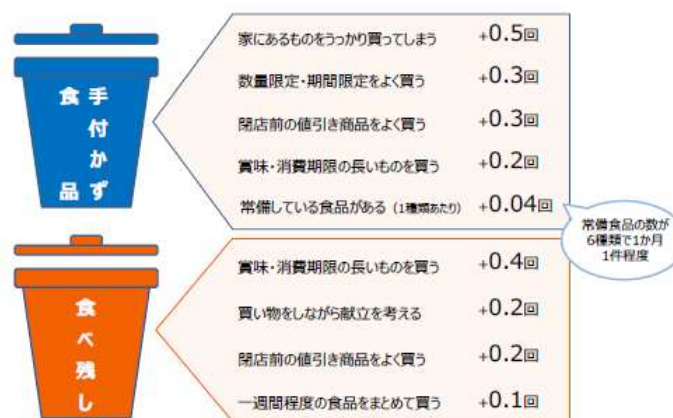 手付かず
食品
家にあるものをうっかり買ってしまう +0.5回
数量限定・期間限定をよく買う +0.3回
閉店前の値引き商品をよく買う +0.3回
賞味・消費期限の長いものを買う +0.2回
常備している食品がある（1種類あたり） +0.04回
常備食品の数が
6種類で1か月
1件程度
食べ残し
賞味・消費期限の長いものを買う +0.4回
買い物をしながら献立を考える +0.2回
閉店前の値引き商品をよく買う +0.2回
一週間程度の食品をまとめて買う +0.1回